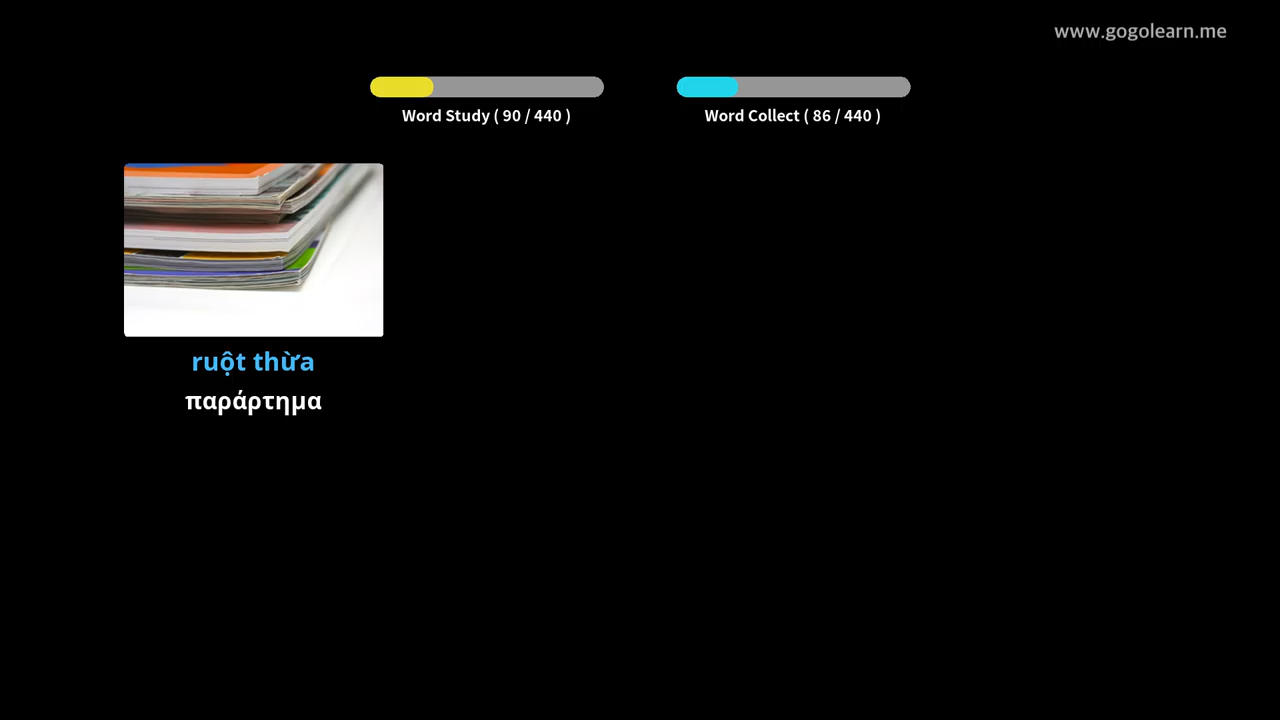 www.gogolearn.me
Word Study ( 90 / 440 )
Word Collect ( 86 / 440 )
ruột thừa
παράρτημα